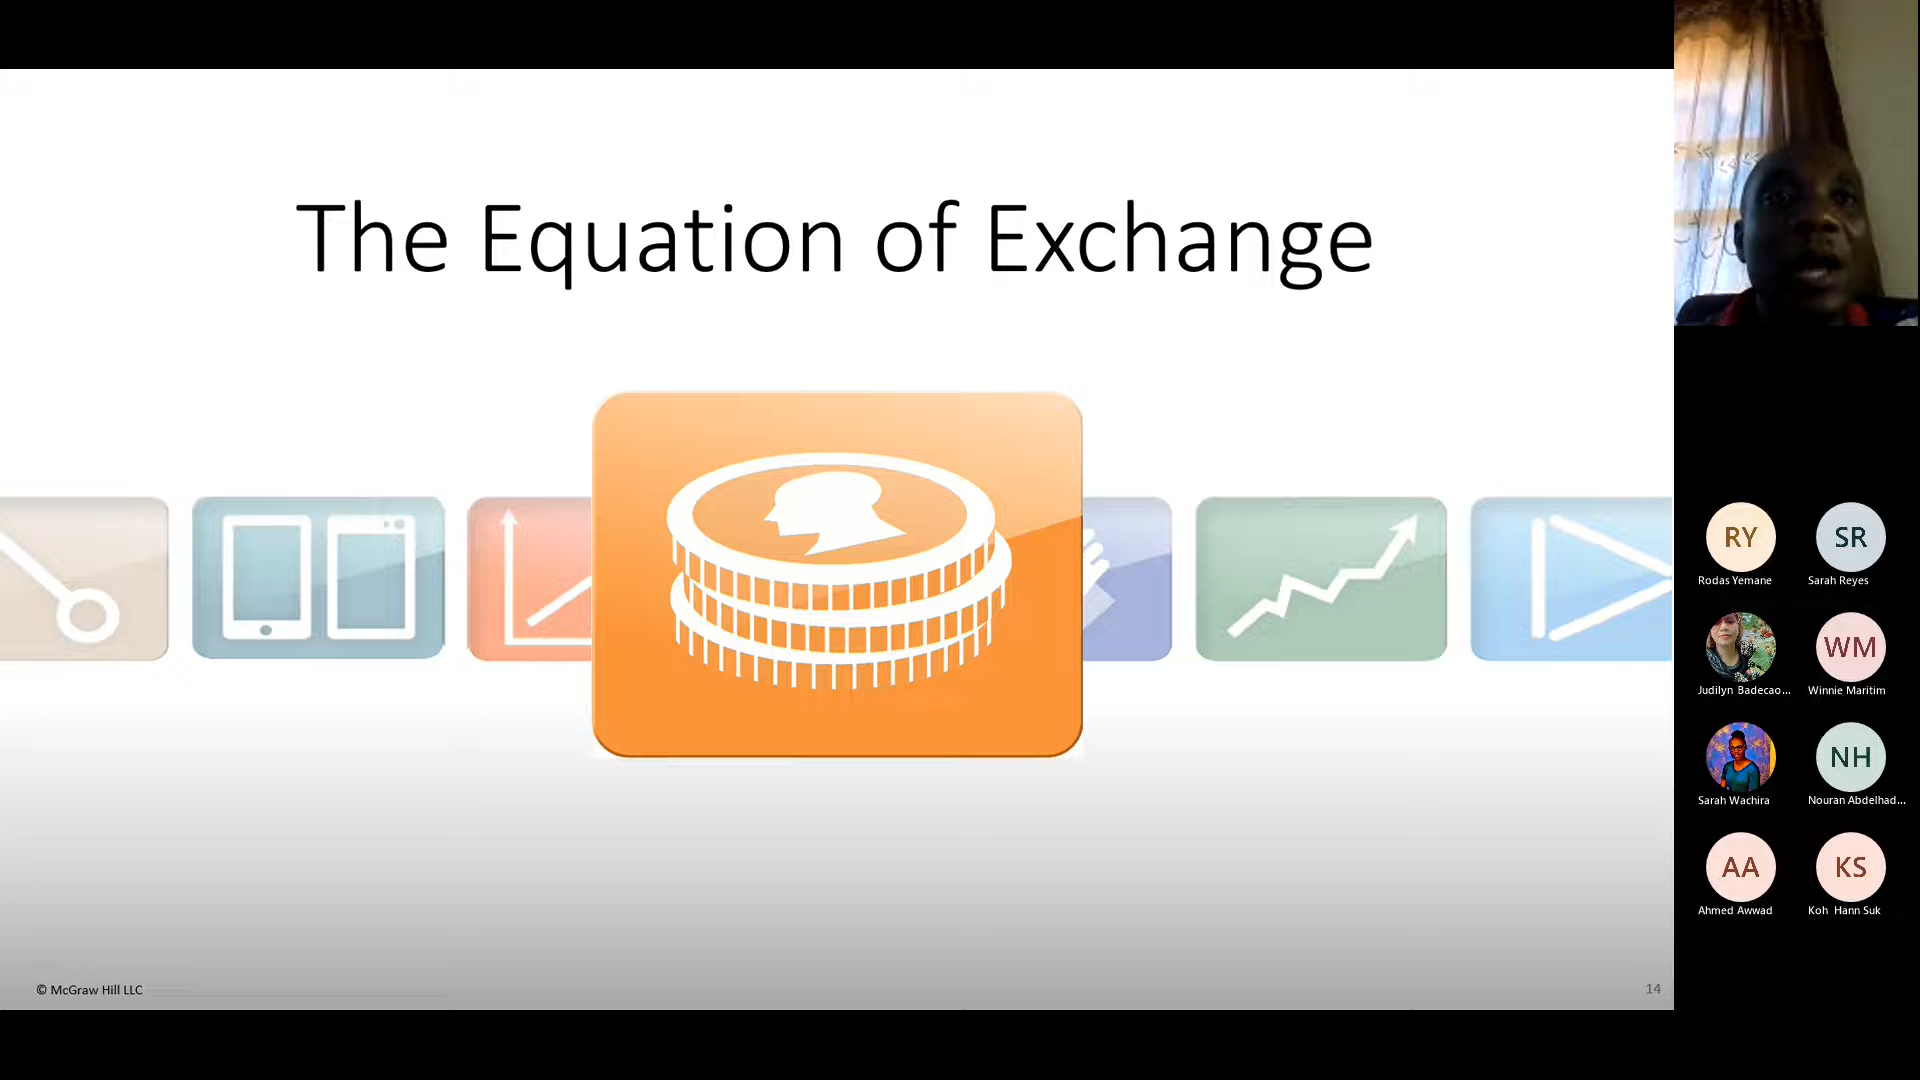 The Equation of Exchange
© McGraw Hill LLC
14
RY
SR
Rodas Yemane
Sarah Reyes
WM
Judilyn Badecao...
Winnie Maritim
NH
Sarah Wachira
Nouran Abdelhad...
AA
KS
Ahmed Awwad
Koh Hann Suk